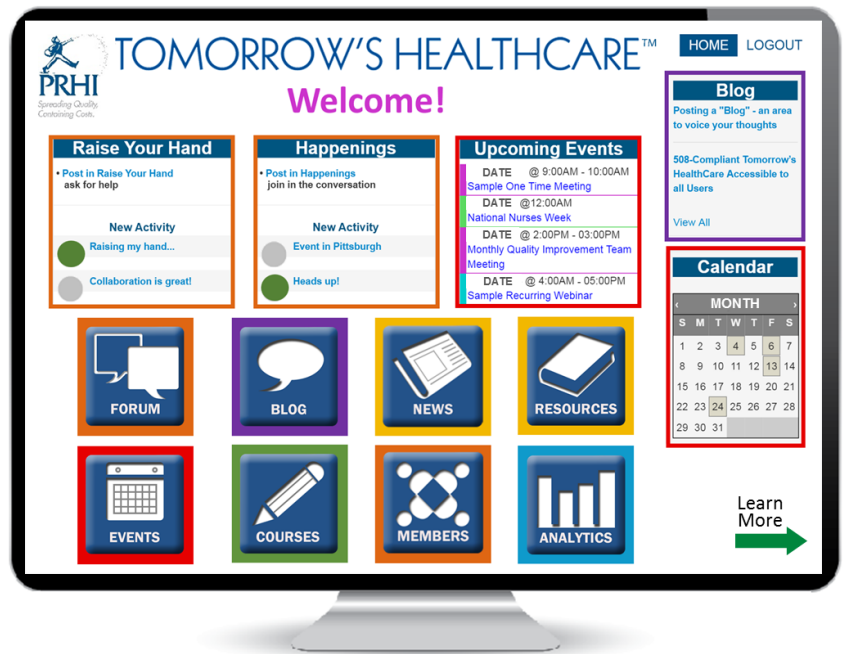 TOMORROW'S HEALTHCARE™
HOME LOGOUT
PRHI
Spreading Quality,
Containing Costs.
Welcome!
Raise Your Hand
• Post in Raise Your Hand
ask for help
New Activity
Raising my hand...
Collaboration is great!
Happenings
• Post in Happenings
join in the conversation
New Activity
Event in Pittsburgh
Heads up!
Upcoming Events
DATE @ 9:00AM - 10:00AM
Sample One Time Meeting
DATE @12:00AM
National Nurses Week
DATE @ 2:00PM - 03:00PM
Monthly Quality Improvement Team
Meeting
DATE @ 4:00AM - 05:00PM
Sample Recurring Webinar
Blog
Posting a "Blog" - an area
to voice your thoughts
508-Compliant Tomorrow's
HealthCare Accessible to
all Users
View All
Calendar
‹ MONTH ›
S M T W T F S
1 2 3 4 5 6 7
8 9 10 11 12 13 14
15 16 17 18 19 20 21
22 23 24 25 26 27 28
29 30 31
FORUM
BLOG
NEWS
RESOURCES
EVENTS
COURSES
MEMBERS
ANALYTICS
Learn
More